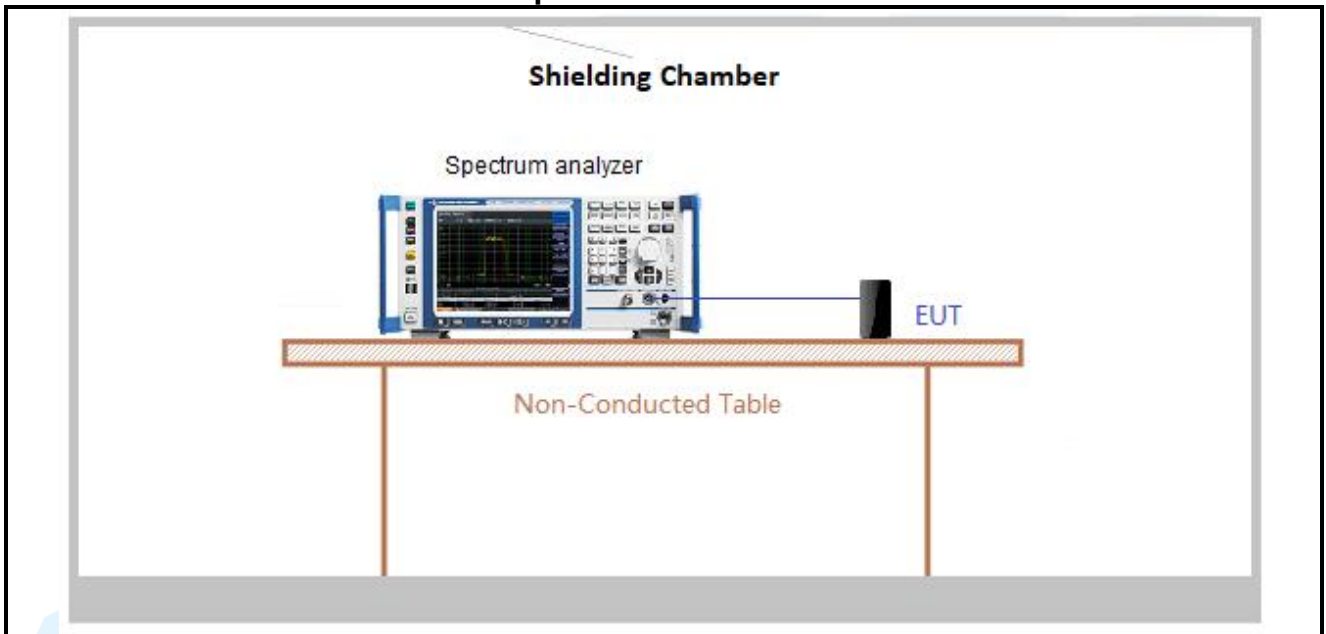 Shielding Chamber
Spectrum analyzer
EUT
Non-Conducted Table